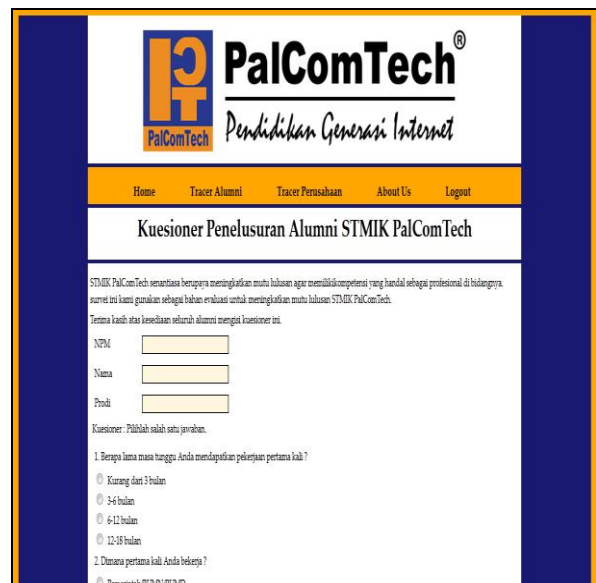 PalComTech®
PalComTech
Pendidikan Generasi Internet
Home Tracer Alumni Tracer Perusahaan About Us Logout
Kuesioner Penelusuran Alumni STMIK PalComTech
STMIK PalComTech senantiasa berupaya meningkatkan mutu lulusan agar memilikikompetensi yang handal sebagai profesional di bidangnya.
survei ini kami gunakan sebagai bahan evaluasi untuk meningkatkan mutu lulusan STMIK PalComTech.
Terima kasih atas kesediaan seluruh alumni mengisi kuesioner ini.
NPM
Nama
Prodi
Kuesioner : Pilihlah salah satu jawaban.
1. Berapa lama masa tunggu Anda mendapatkan pekerjaan pertama kali ?
Kurang dari 3 bulan
3-6 bulan
6-12 bulan
12-18 bulan
2. Dimana pertama kali Anda bekerja ?